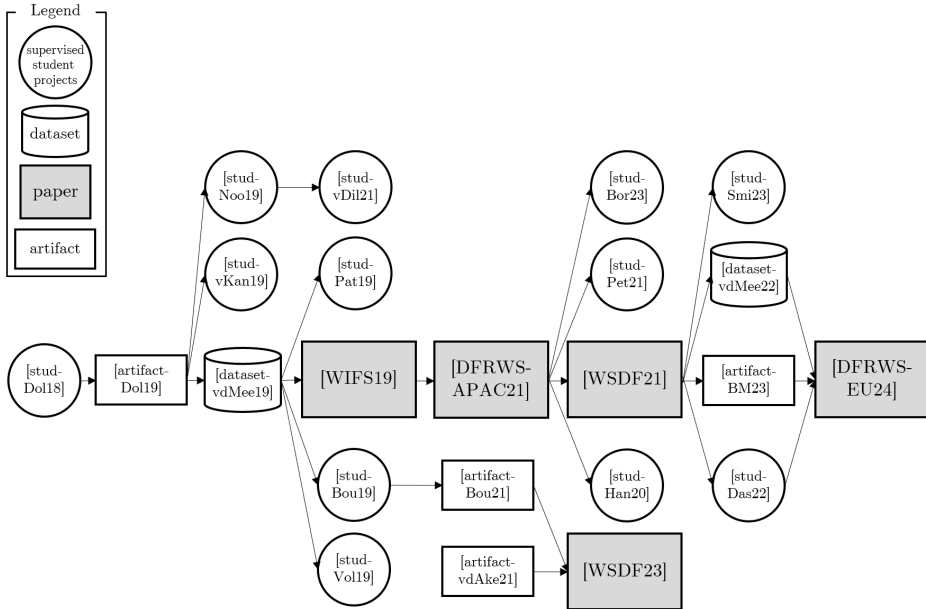 Legend
supervised
student
projects
dataset
paper
artifact
[stud-
Noo19]
[stud-
vDil21]
[stud-
Bor23]
[stud-
Smi23]
[stud-
vKan19]
[stud-
Pat19]
[stud-
Pet21]
[dataset-
vdMee22]
[stud-
Dol18]
[artifact-
Dol19]
[dataset-
vdMee19]
[WIFS19]
[DFRWS-
APAC21]
[WSDF21]
[artifact-
BM23]
[DFRWS-
EU24]
[stud-
Bou19]
[artifact-
Bou21]
[stud-
Han20]
[stud-
Das22]
[stud-
Vol19]
[artifact-
vdAke21]
[WSDF23]